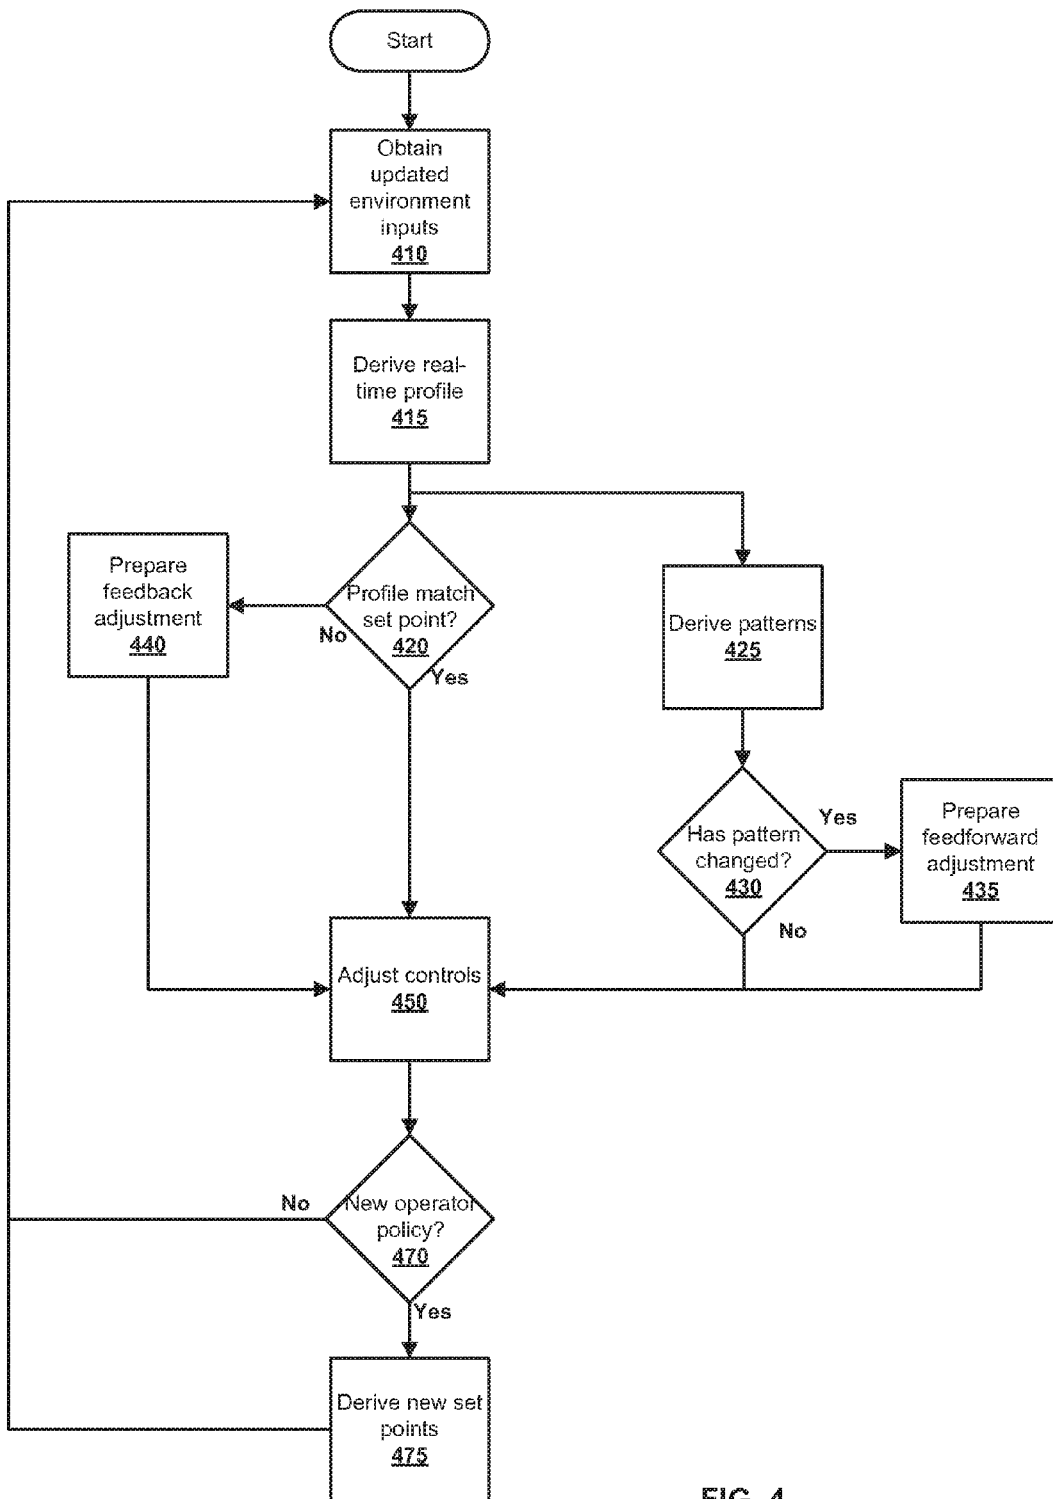 Start
Obtain
updated
environment
inputs
410
Derive real-
time profile
415
Prepare
feedback
adjustment
440
Profile match
set point?
420
No
Yes
Derive patterns
425
Has pattern
changed?
430
Yes
No
Prepare
feedforward
adjustment
435
Adjust controls
450
New operator
policy?
470
No
Yes
Derive new set
points
475
FIG. 4